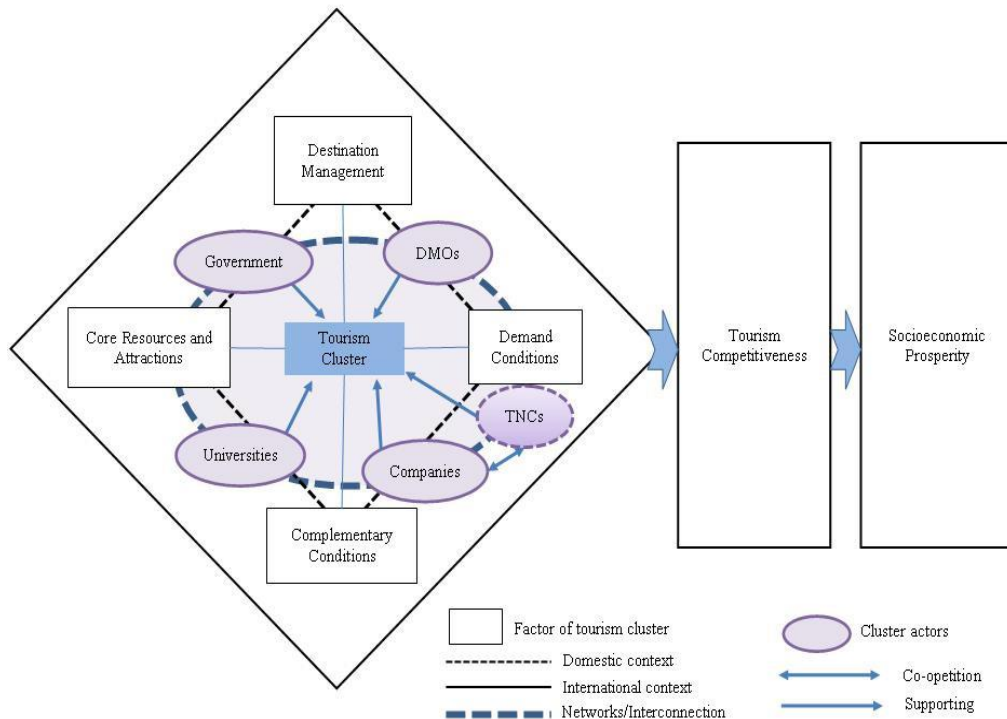 Destination
Management
Government
DMOs
Core Resources and
Attractions
Tourism
Cluster
Demand
Conditions
Tourism
Competitiveness
Socioeconomic
Prosperity
TNCs
Universities
Companies
Complementary
Conditions
Factor of tourism cluster
Cluster actors
Domestic context
Co-opetition
International context
Supporting
Networks/Interconnection